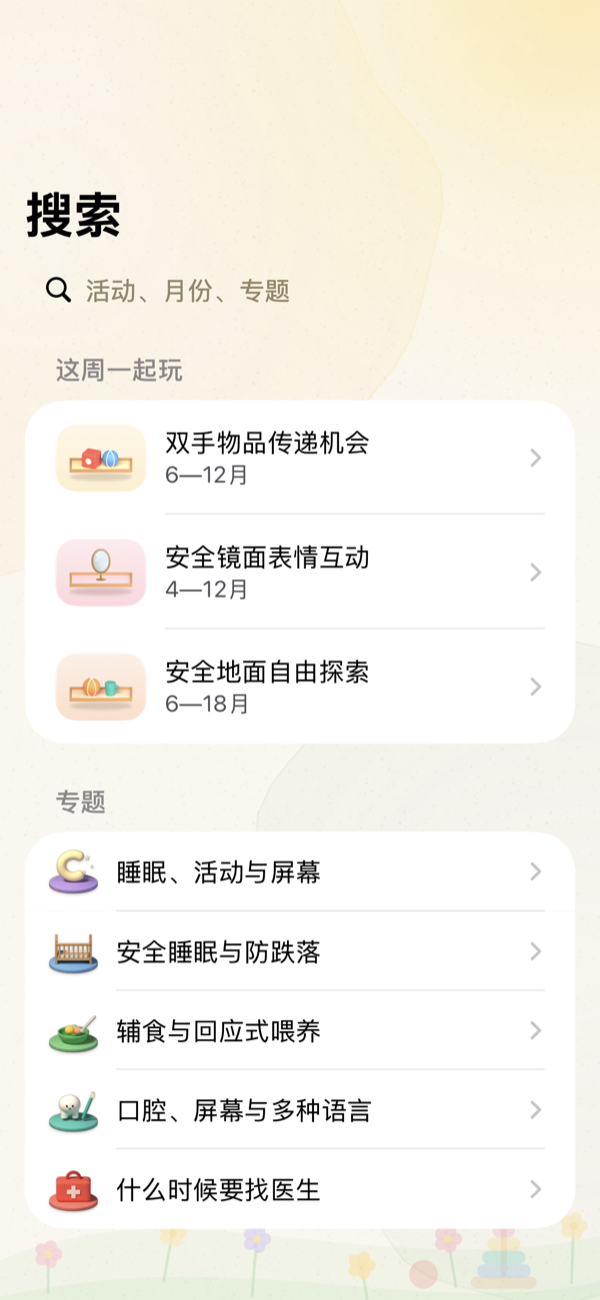 搜索
活动、月份、专题
这周一起玩
双手物品传递机会
6—12月
安全镜面表情互动
4—12月
安全地面自由探索
6—18月
专题
睡眠、活动与屏幕
安全睡眠与防跌落
辅食与回应式喂养
口腔、屏幕与多种语言
什么时候要找医生